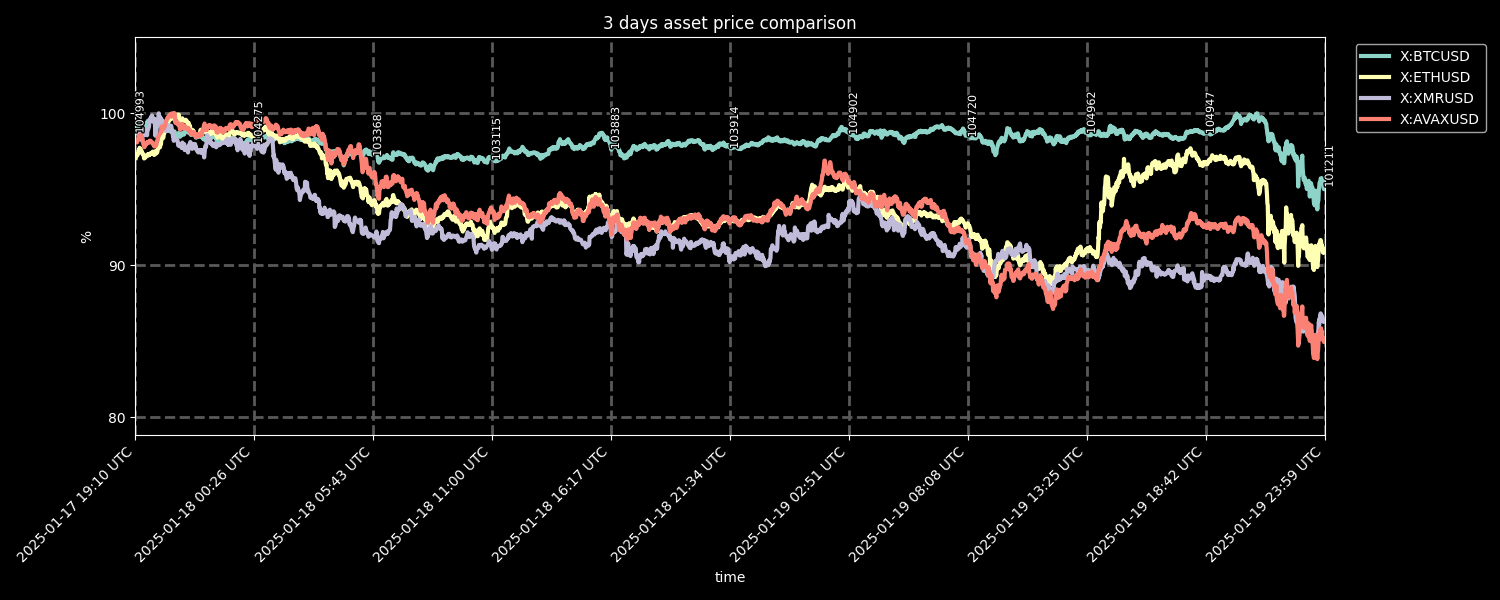 3 days asset price comparison
X:BTCUSD
X:ETHUSD
X:XMRUSD
X:AVAXUSD
100
90
80
%
104993
104275
103368
103115
103883
103914
104902
104720
104962
104947
101211
2025-01-17 19:10 UTC
2025-01-18 00:26 UTC
2025-01-18 05:43 UTC
2025-01-18 11:00 UTC
2025-01-18 16:17 UTC
2025-01-18 21:34 UTC
2025-01-19 02:51 UTC
2025-01-19 08:08 UTC
2025-01-19 13:25 UTC
2025-01-19 18:42 UTC
2025-01-19 23:59 UTC
time